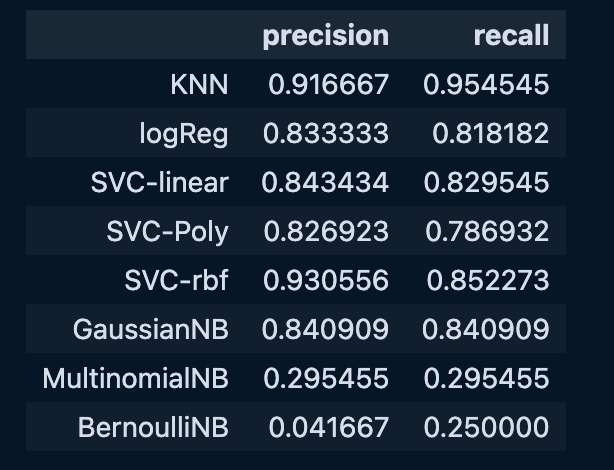 precision recall
KNN 0.916667 0.954545
logReg 0.833333 0.818182
SVC-linear 0.843434 0.829545
SVC-Poly 0.826923 0.786932
SVC-rbf 0.930556 0.852273
GaussianNB 0.840909 0.840909
MultinomialNB 0.295455 0.295455
BernoulliNB 0.041667 0.250000